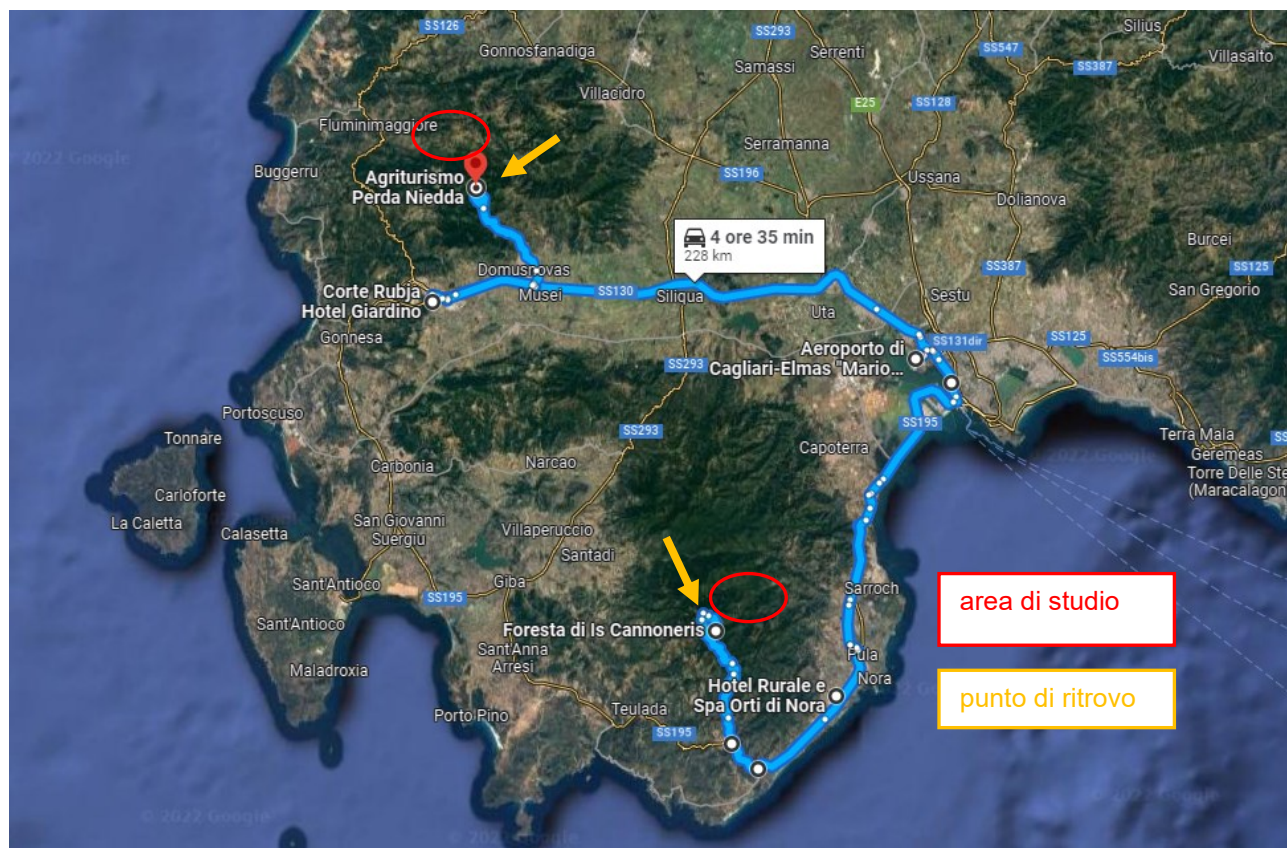 SS126
Gonnosfanadiga
SS293
Samassi
Serrenti
SS547
SS387
Silius
Villasalto
Villacidro
E25
SS128
Fluminimaggiore
Serramanna
2022 Google
Buggerru
SS196
Ussana
Dolianova
Agriturismo
Perda Niedda
4 ore 35 min
228 km
SS387
Burcei
SS125
San Gregorio
Domusnovas
Musei
SS130
Siliqua
Uta
Sestu
Corte Rubja
Hotel Giardino
Gonnesa
Aeroporto di
Cagliari-Elmas "Mario...
SS131dir
SS125
SS554bis
SS293
Portoscuso
SS195
Tonnare
SS293
Capoterra
Terra Mala
Geremeas
Torre Delle Ste
(Maracalagon
Carbonia
Narcao
Carloforte
La Caletta
Calasetta
San Giovanni
Suergiu
Villaperuccio
Santadi
Sant'Antioco
Giba
SS195
Sarroch
area di studio
Foresta di Is Cannoneris
Sant'Antioco
Maladroxia
Sant'Anna
Arresi
Pula
Nora
Hotel Rurale e
Spa Orti di Nora
2022 Google
punto di ritrovo
Porto Pino
Teulada
SS195
© 2022 Google